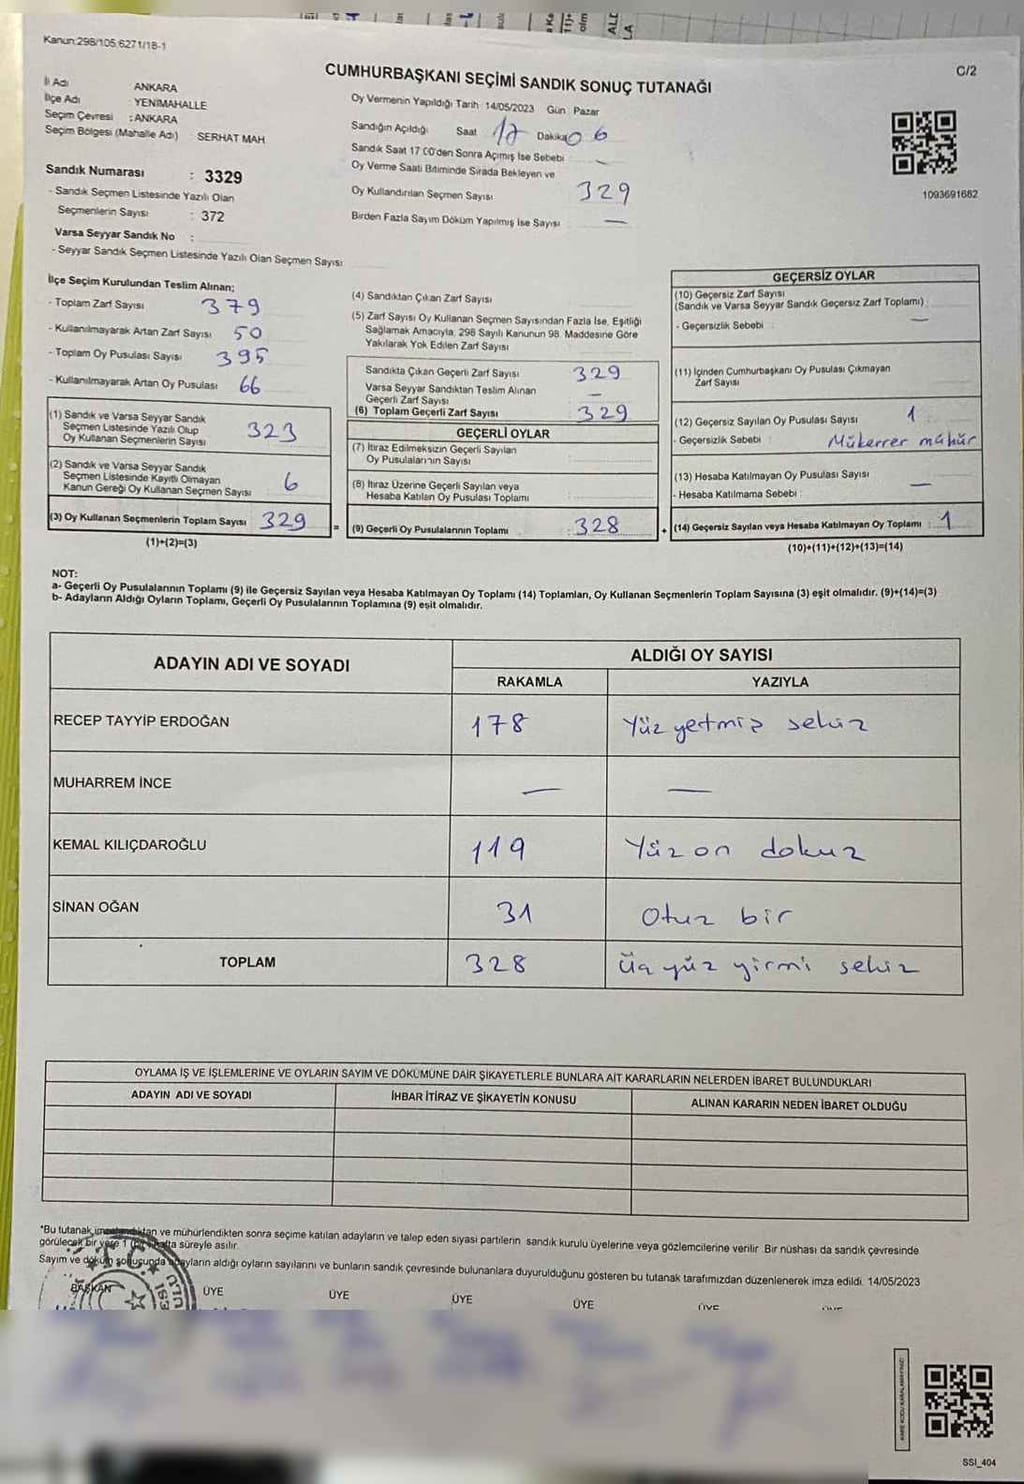 Kanun:298/105.6271/18-1
C/2
CUMHURBAŞKANI SEÇİMİ SANDIK SONUÇ TUTANAĞI
İl Adı ANKARA
İlçe Adı YENİMAHALLE
Seçim Çevresi : ANKARA
Seçim Bölgesi (Mahalle Adı) SERHAT MAH
Sandık Numarası : 3329
- Sandık Seçmen Listesinde Yazılı Olan
Seçmenlerin Sayısı : 372
Varsa Seyyar Sandık No :
- Seyyar Sandık Seçmen Listesinde Yazılı Olan Seçmen Sayısı
Oy Vermenin Yapıldığı Tarih 14/05/2023 Gün : Pazar
Sandığın Açıldığı Saat 17 Dakika 06
Sandık Saat 17 00'den Sonra Açımış İse Sebebi –
Oy Verme Saati Bitiminde Sırada Bekleyen ve
Oy Kullandırılan Seçmen Sayısı 329
Birden Fazla Sayım Döküm Yapılmış İse Sayısı —
1093691682
İlçe Seçim Kurulundan Teslim Alınan;
- Toplam Zarf Sayısı 379
- Kullanılmayarak Artan Zarf Sayısı 50
- Toplam Oy Pusulası Sayısı 395
- Kullanılmayarak Artan Oy Pusulası 66
(1) Sandık ve Varsa Seyyar Sandık
Seçmen Listesinde Yazılı Olup
Oy Kullanan Seçmenlerin Sayısı 323
(2) Sandık ve Varsa Seyyar Sandık
Seçmen Listesinde Kayıtlı Olmayan
Kanun Gereği Oy Kullanan Seçmen Sayısı 6
(3) Oy Kullanan Seçmenlerin Toplam Sayısı 329
(1)+(2)=(3)
(4) Sandıktan Çıkan Zarf Sayısı
(5) Zarf Sayısı Oy Kullanan Seçmen Sayısından Fazla İse, Eşitliği
Sağlamak Amacıyla, 298 Sayılı Kanunun 98. Maddesine Göre
Yakılarak Yok Edilen Zarf Sayısı
Sandıkta Çıkan Geçerli Zarf Sayısı 329
Varsa Seyyar Sandıktan Teslim Alınan
Geçerli Zarf Sayısı –
(6) Toplam Geçerli Zarf Sayısı 329
GEÇERLİ OYLAR
(7) İtiraz Edilmeksizin Geçerli Sayılan
Oy Pusulalarının Sayısı
(8) İtiraz Üzerine Geçerli Sayılan veya
Hesaba Katılan Oy Pusulası Toplamı
= (9) Geçerli Oy Pusulalarının Toplamı : 328
GEÇERSİZ OYLAR
(10) Geçersiz Zarf Sayısı
(Sandık ve Varsa Seyyar Sandık Geçersiz Zarf Toplamı) —
- Geçersizlik Sebebi
(11) İçinden Cumhurbaşkanı Oy Pusulası Çıkmayan
Zarf Sayısı
(12) Geçersiz Sayılan Oy Pusulası Sayısı 1
- Geçersizlik Sebebi : Mükerrer mühür
(13) Hesaba Katılmayan Oy Pusulası Sayısı —
- Hesaba Katılmama Sebebi :
+ (14) Geçersiz Sayılan veya Hesaba Katılmayan Oy Toplamı : 1
(10)+(11)+(12)+(13)=(14)
NOT:
a- Geçerli Oy Pusulalarının Toplamı (9) ile Geçersiz Sayılan veya Hesaba Katılmayan Oy Toplamı (14) Toplamları, Oy Kullanan Seçmenlerin Toplam Sayısına (3) eşit olmalıdır. (9)+(14)=(3)
b- Adayların Aldığı Oyların Toplamı, Geçerli Oy Pusulalarının Toplamına (9) eşit olmalıdır.
ADAYIN ADI VE SOYADI ALDIĞI OY SAYISI
RAKAMLA YAZIYLA
RECEP TAYYİP ERDOĞAN 178 Yüz yetmiş sekiz
MUHARREM İNCE — —
KEMAL KILIÇDAROĞLU 119 Yüz on dokuz
SİNAN OĞAN 31 Otuz bir
TOPLAM 328 Üç yüz yirmi sekiz
OYLAMA İŞ VE İŞLEMLERİNE VE OYLARIN SAYIM VE DÖKÜMÜNE DAİR ŞİKAYETLERLE BUNLARA AİT KARARLARIN NELERDEN İBARET BULUNDUKLARI
ADAYIN ADI VE SOYADI İHBAR İTİRAZ VE ŞİKAYETİN KONUSU ALINAN KARARIN NEDEN İBARET OLDUĞU
*Bu tutanak imzalandıktan ve mühürlendikten sonra seçime katılan adayların ve talep eden siyasi partilerin sandık kurulu üyelerine veya gözlemcilerine verilir. Bir nüshası da sandık çevresinde
görülecek bir yere 1 (bir) hafta süreyle asılır.
Sayım ve döküm sonucunda adayların aldığı oyların sayılarını ve bunların sandık çevresinde bulunanlara duyurulduğunu gösteren bu tutanak tarafımızdan düzenlenerek imza edildi. 14/05/2023
BAŞKAN ÜYE ÜYE ÜYE ÜYE ÜYE
T.C.
SSI_404